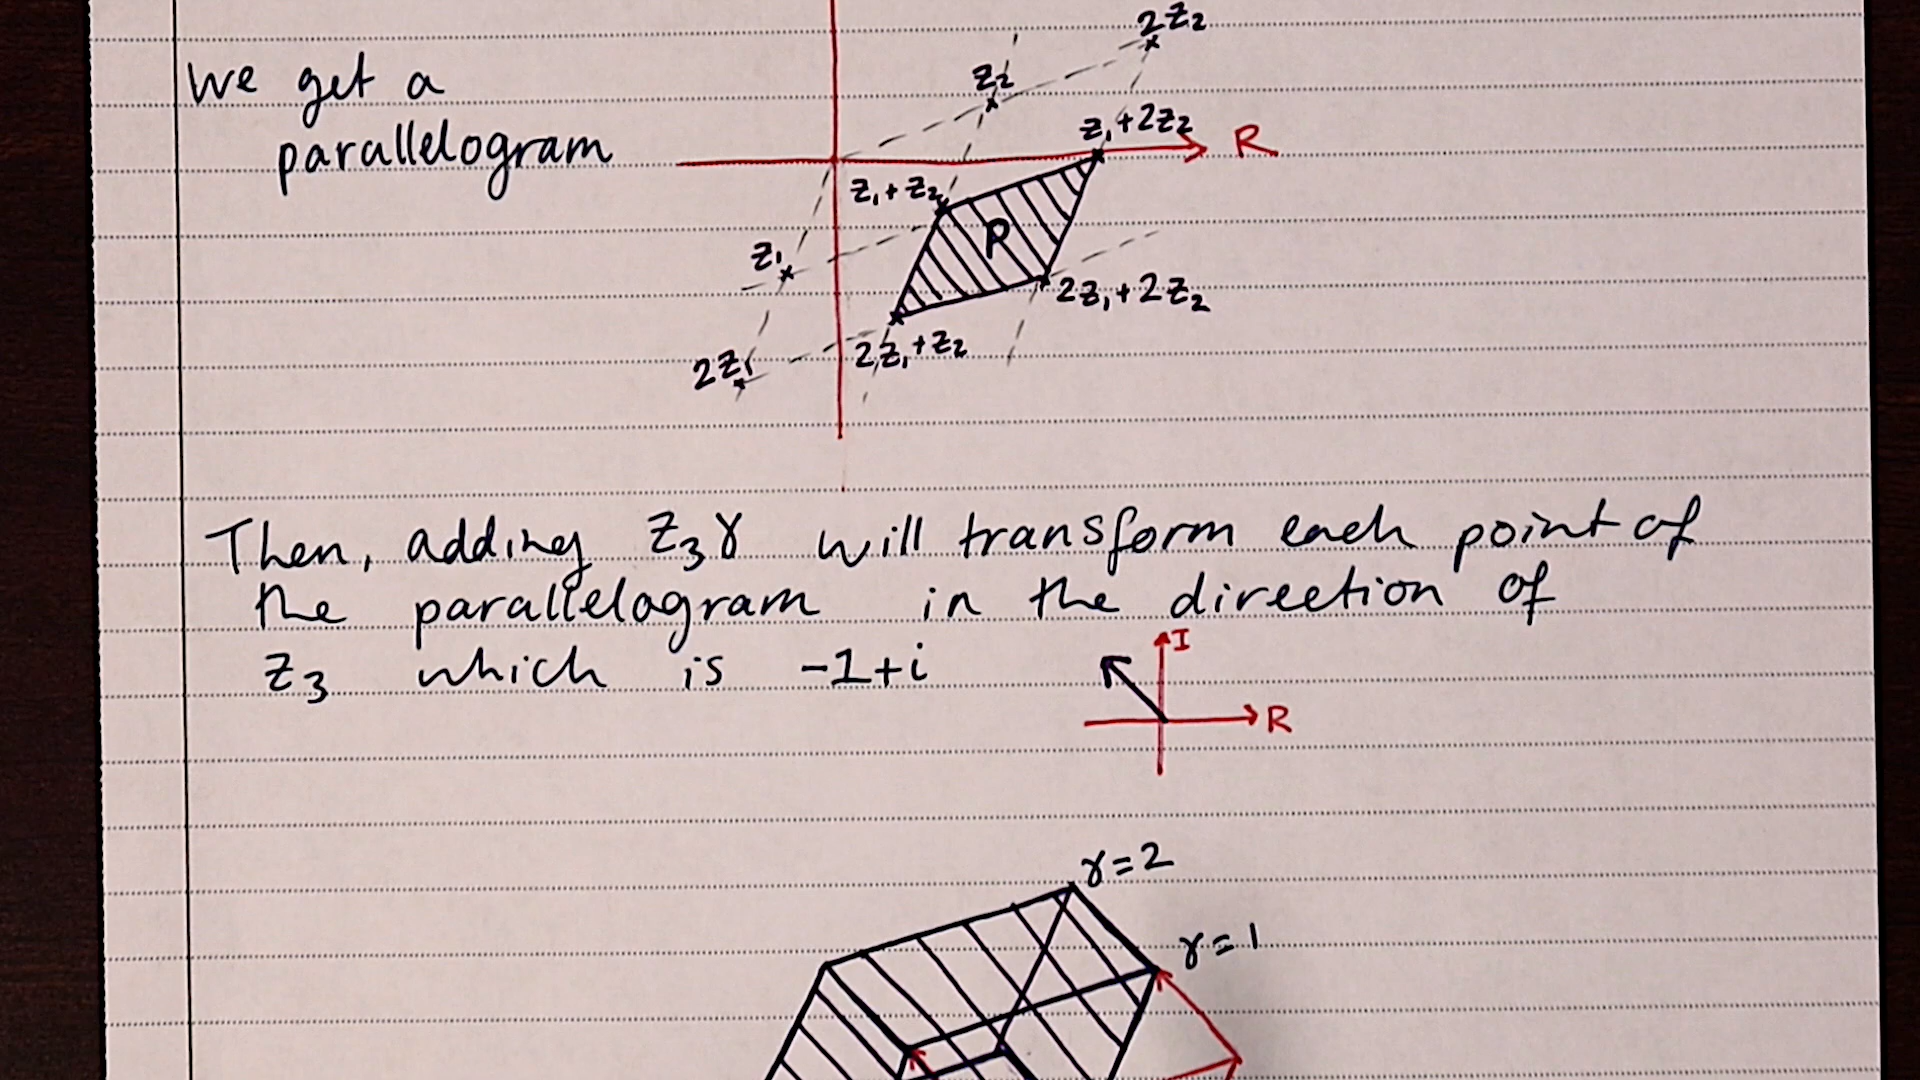 We get a
parallelogram
2z₂
z₂
z₁+2z₂
R
z₁+z₂
P
z₁
2z₁+2z₂
2z₁+z₂
2z₁
Then, adding z₃γ will transform each point of
the parallelogram in the direction of
z₃ which is -1+i
I
R
γ=2
γ=1